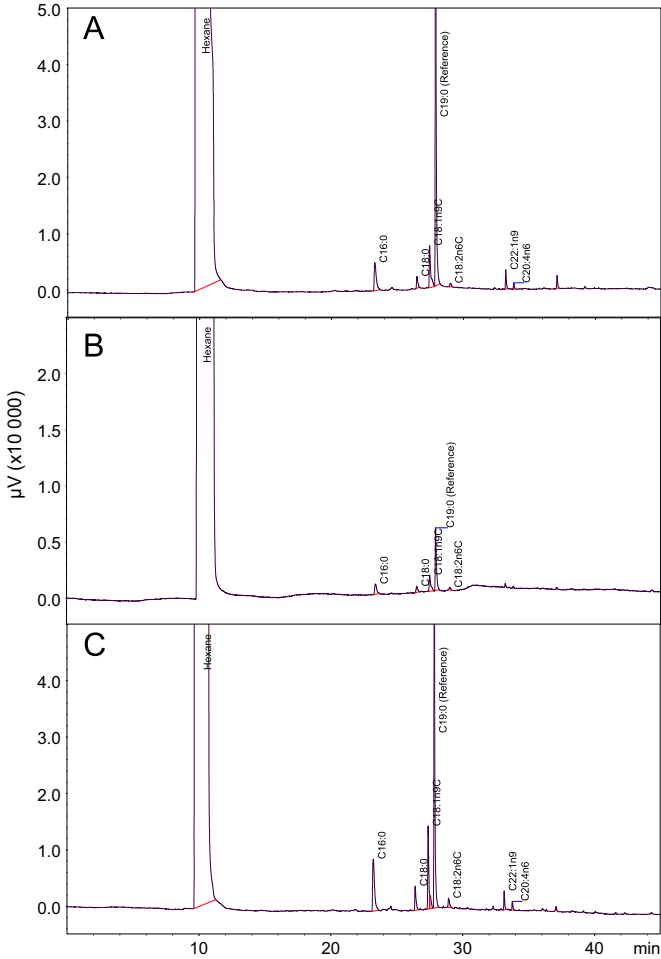 A
5.0
4.0
3.0
2.0
1.0
0.0
Hexane
C16:0
C18:0
C18:1n9C
C19:0 (Reference)
C18:2n6C
C22:1n9
C20:4n6
B
2.0
1.5
1.0
0.5
0.0
Hexane
C16:0
C18:0
C18:1n9C
C19:0 (Reference)
C18:2n6C
µV (x10 000)
C
4.0
3.0
2.0
1.0
0.0
Hexane
C16:0
C18:0
C18:1n9C
C19:0 (Reference)
C18:2n6C
C22:1n9
C20:4n6
10 20 30 40 min